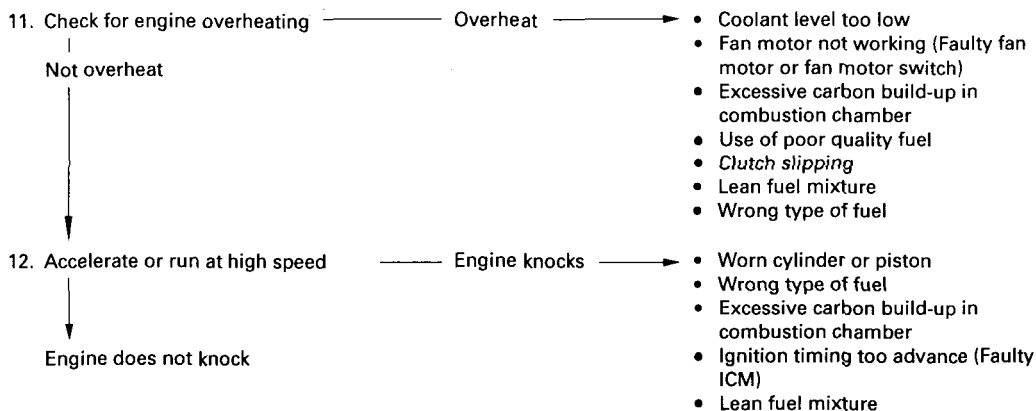 11. Check for engine overheating Overheat • Coolant level too low
• Fan motor not working (Faulty fan
Not overheat motor or fan motor switch)
• Excessive carbon build-up in
combustion chamber
• Use of poor quality fuel
• Clutch slipping
• Lean fuel mixture
• Wrong type of fuel
12. Accelerate or run at high speed Engine knocks • Worn cylinder or piston
• Wrong type of fuel
• Excessive carbon build-up in
combustion chamber
Engine does not knock • Ignition timing too advance (Faulty
ICM)
• Lean fuel mixture